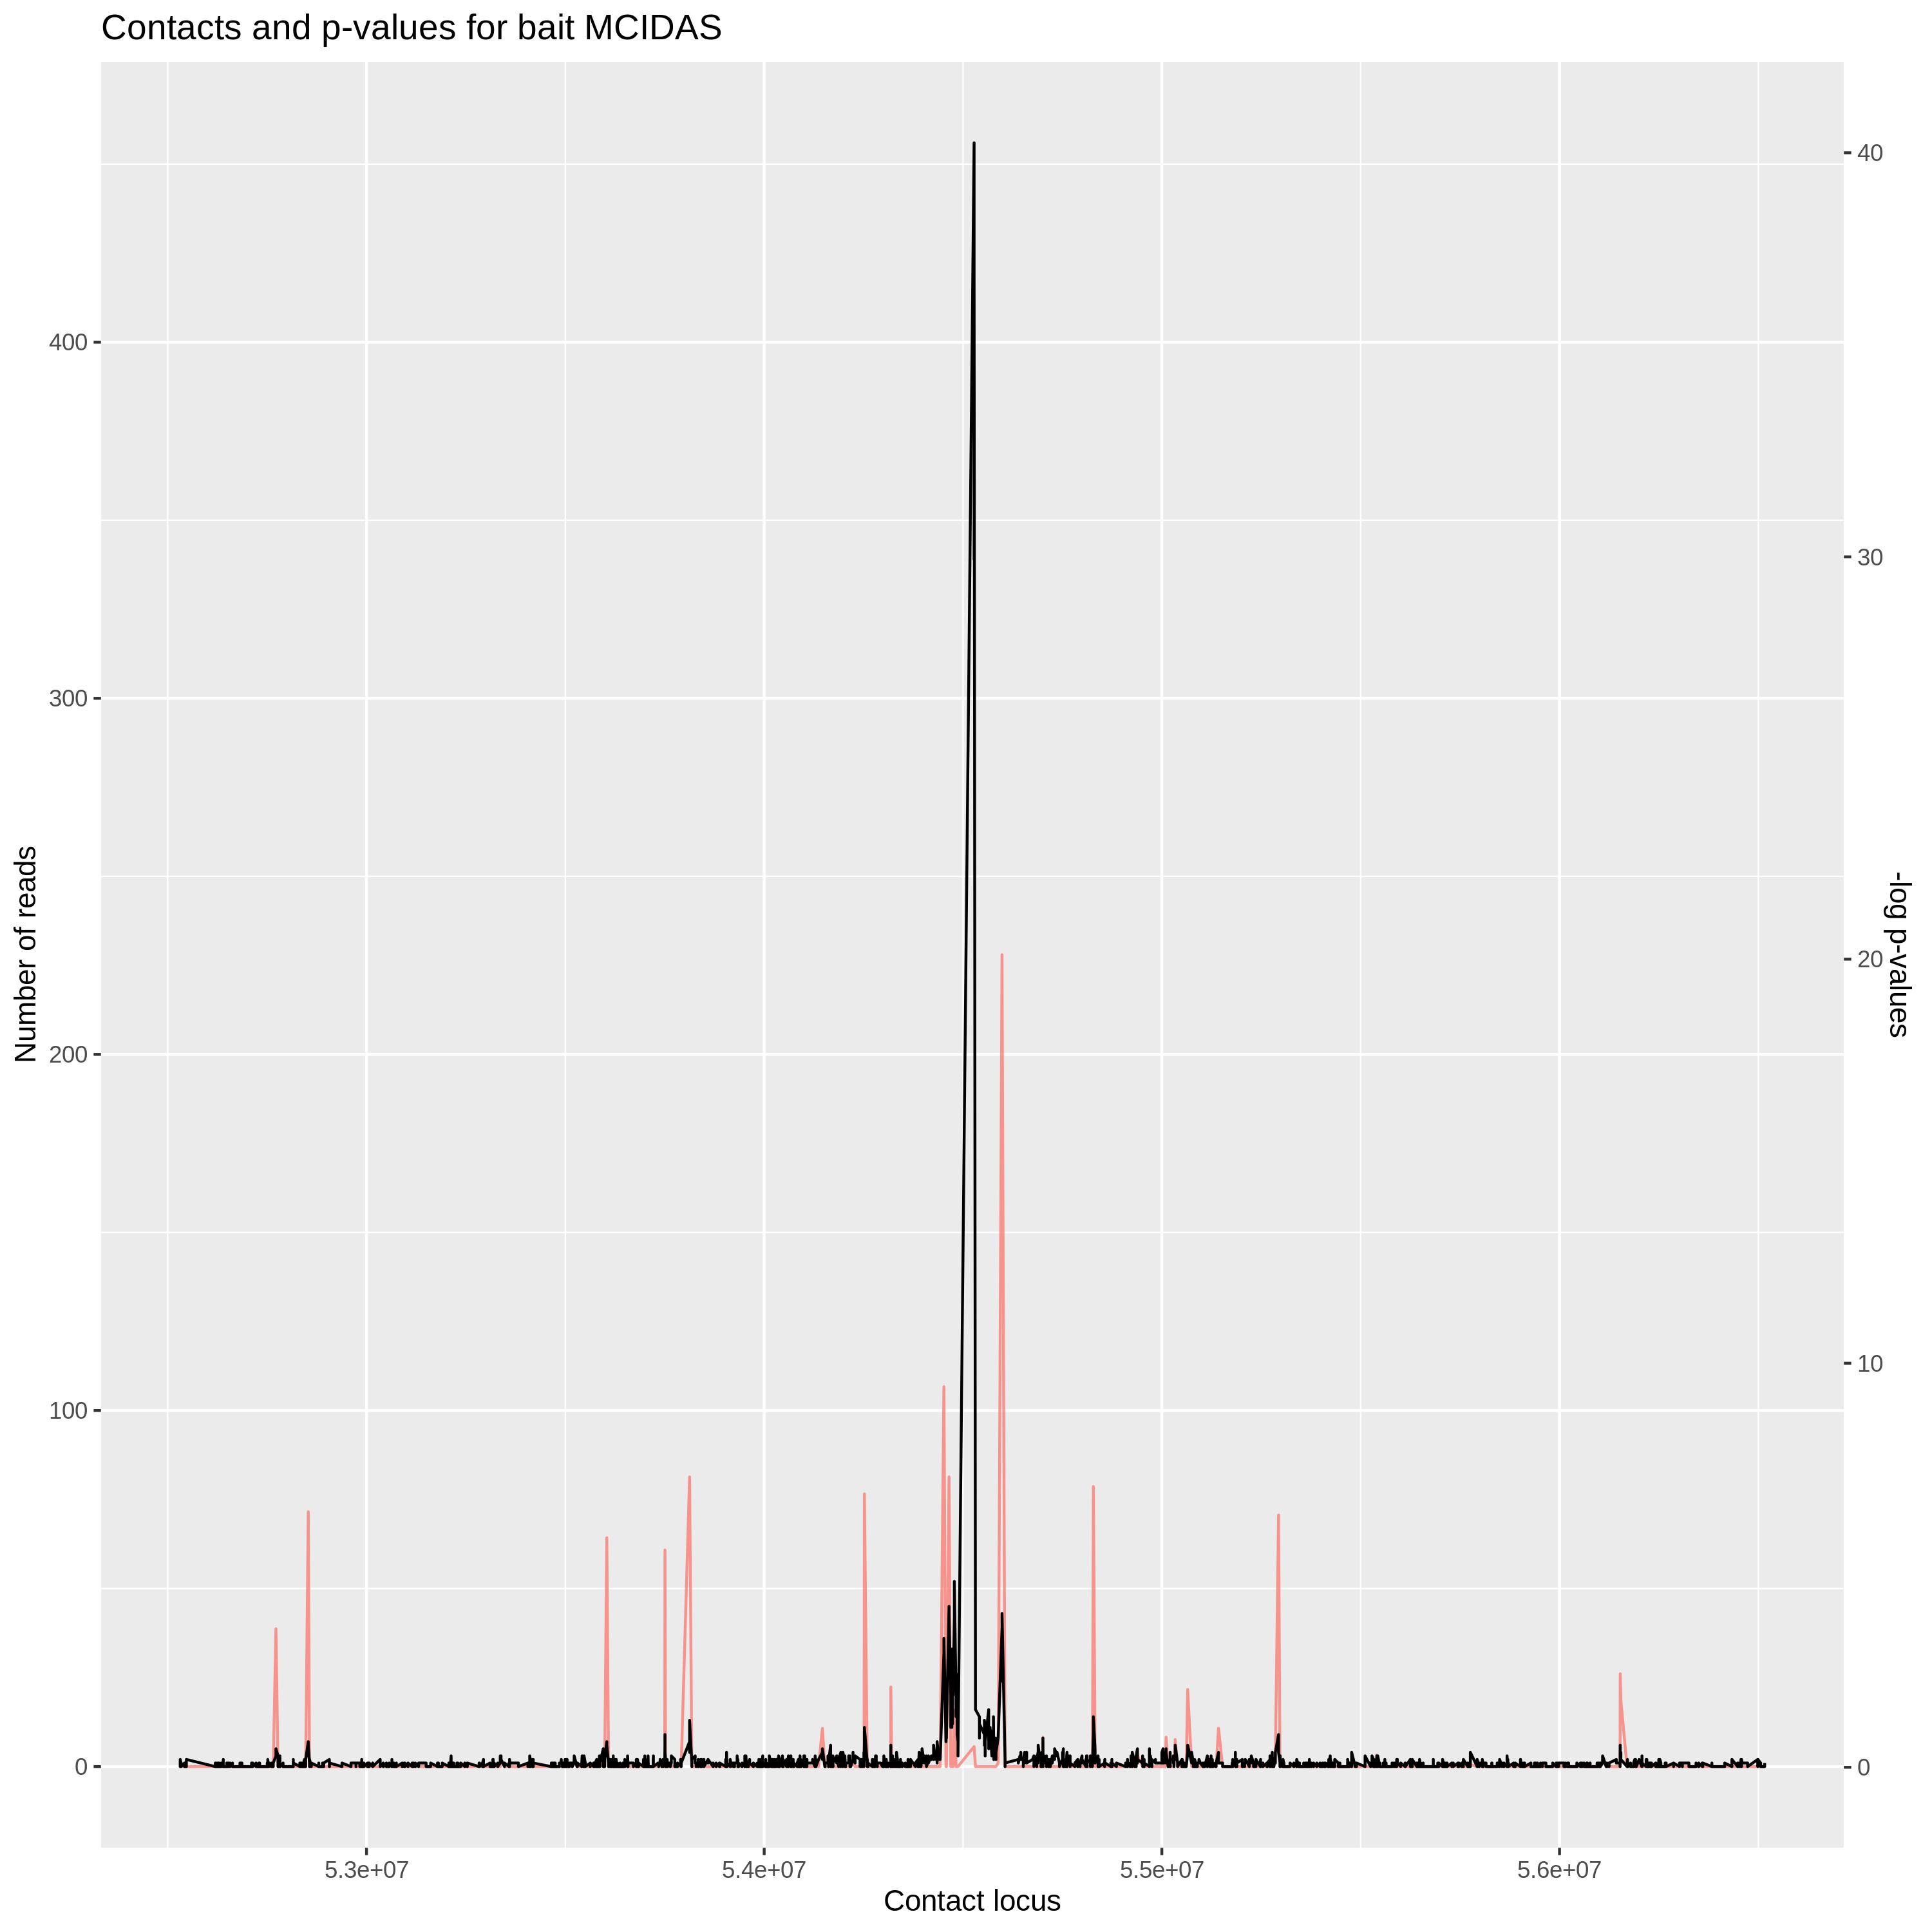 Contacts and p-values for bait MCIDAS
400
300
200
100
0
Number of reads
40
30
20
10
0
-log p-values
5.3e+07
5.4e+07
5.5e+07
5.6e+07
Contact locus